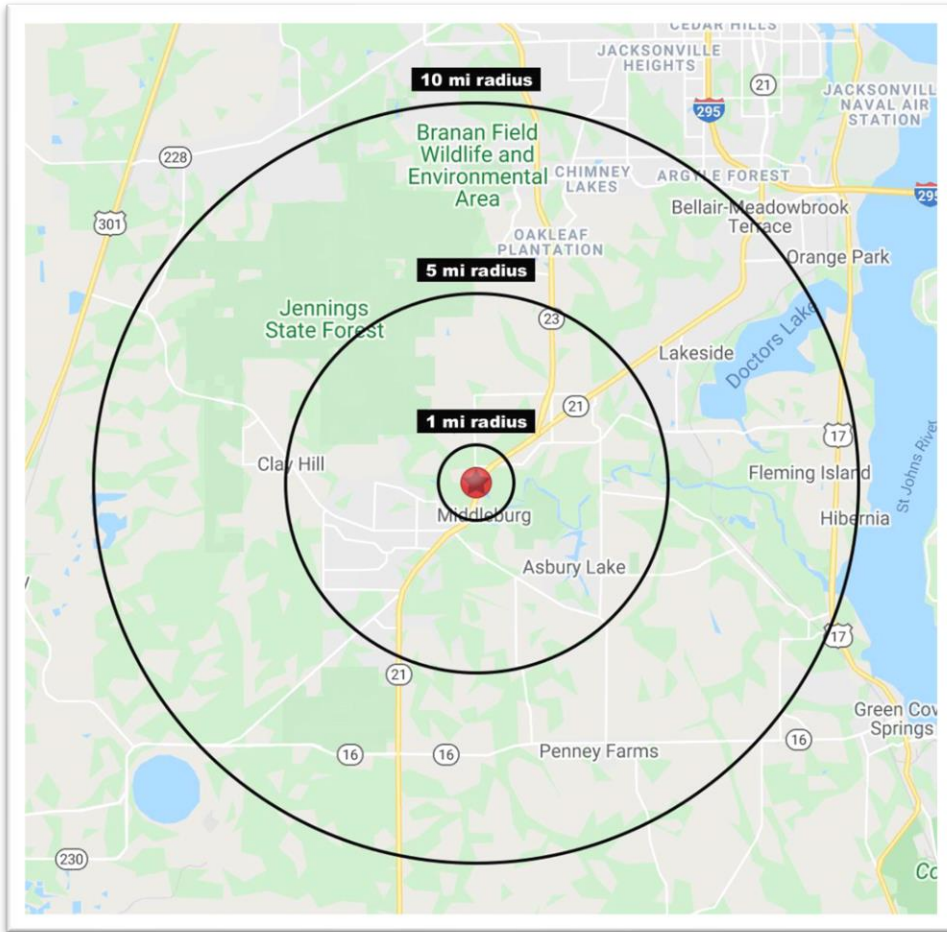 CEDAR HILLS
JACKSONVILLE
HEIGHTS
21
295
JACKSONVILL
NAVAL AIR
STATION
10 mi radius
Branan Field
Wildlife and
Environmental
Area
228
CHIMNEY
LAKES
ARGYLE FOREST
295
301
Bellair-Meadowbrook
Terrace
OAKLEAF
PLANTATION
Orange Park
5 mi radius
Jennings
State Forest
23
Doctors Lake
Lakeside
21
1 mi radius
17
St Johns River
Clay Hill
Fleming Island
Middleburg
Hibernia
Asbury Lake
17
21
Green Cov
Springs
16
16
Penney Farms
16
230
Co